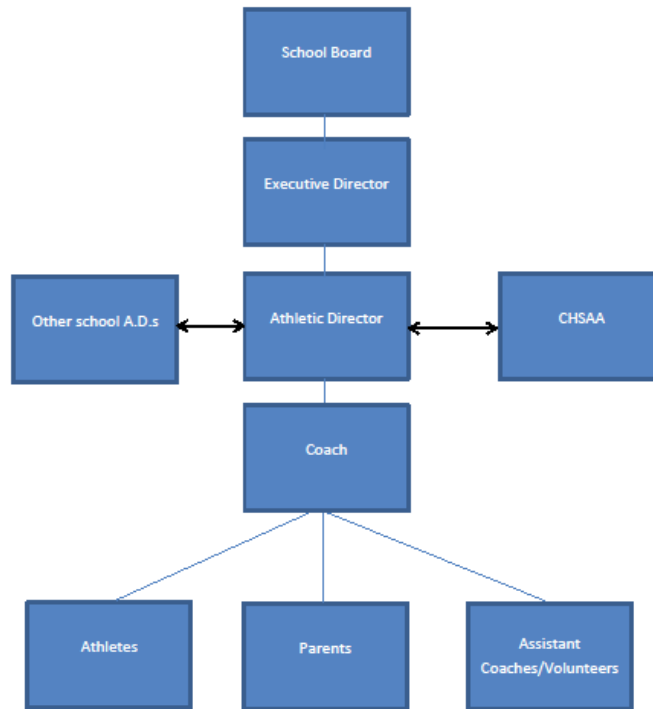 School Board
Executive Director
Other school A.D.s
Athletic Director
CHSAA
Coach
Athletes
Parents
Assistant
Coaches/Volunteers